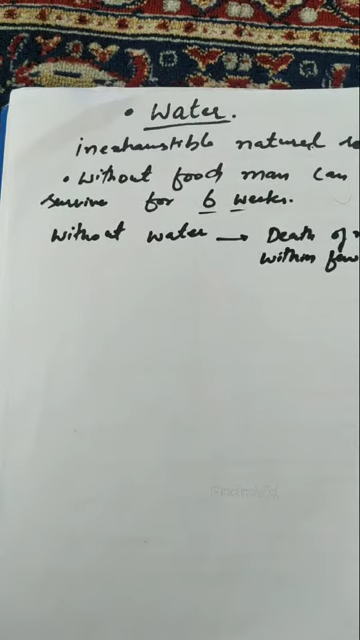 • Water.
inexhaustible natural
• Without food man can
survive for 6 weeks.
Without water → Death of
within few